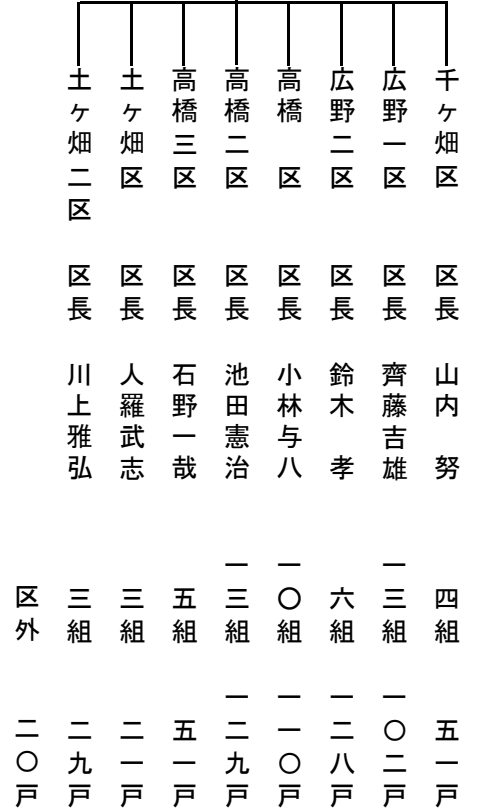 千ヶ畑区 区長 山内 努 四組 五一戸
広野一区 区長 齊藤吉雄 一三組 一〇二戸
広野二区 区長 鈴木 孝 六組 一二八戸
高橋 区 区長 小林与八 一〇組 一一〇戸
高橋二区 区長 池田憲治 一三組 一二九戸
高橋三区 区長 石野一哉 五組 五一戸
土ヶ畑 区 区長 人羅武志 三組 二一戸
土ヶ畑二区 区長 川上雅弘 三組 二九戸
区外 二〇戸